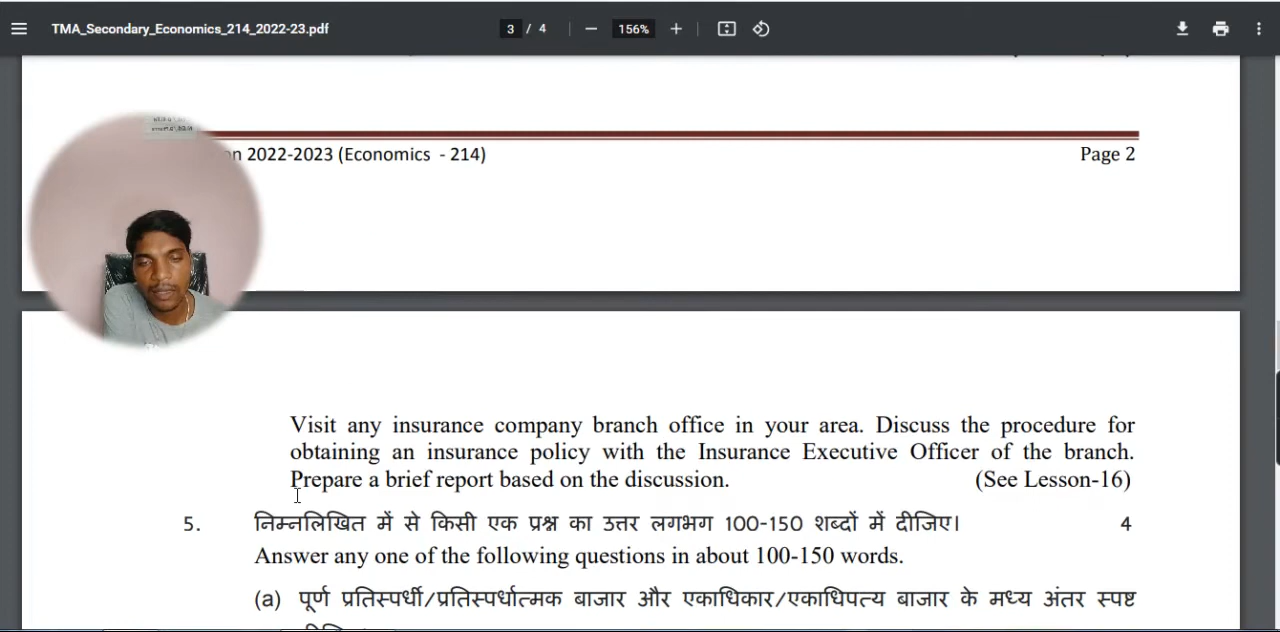 TMA_Secondary_Economics_214_2022-23.pdf
3 / 4
156%
n 2022-2023 (Economics - 214)
Page 2
Visit any insurance company branch office in your area. Discuss the procedure for
obtaining an insurance policy with the Insurance Executive Officer of the branch.
Prepare a brief report based on the discussion. (See Lesson-16)
5. निम्नलिखित में से किसी एक प्रश्न का उत्तर लगभग 100-150 शब्दों में दीजिए। 4
Answer any one of the following questions in about 100-150 words.
(a) पूर्ण प्रतिस्पर्धी/प्रतिस्पर्धात्मक बाजार और एकाधिकार/एकाधिपत्य बाजार के मध्य अंतर स्पष्ट